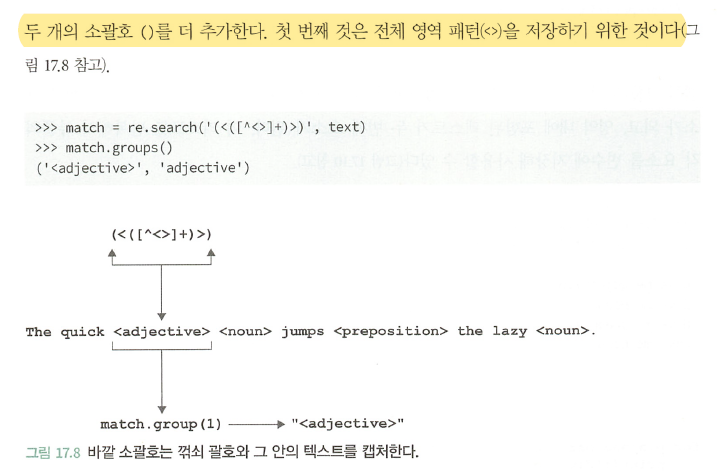 두 개의 소괄호 ()를 더 추가한다. 첫 번째 것은 전체 영역 패턴(<>)을 저장하기 위한 것이다(그
림 17.8 참고).
>>> match = re.search('(<([^<>]+)>)', text)
>>> match.groups()
('<adjective>', 'adjective')
(<([^<>]+)>)
The quick <adjective> <noun> jumps <preposition> the lazy <noun>.
match.group(1) "<adjective>"
그림 17.8 바깥 소괄호는 꺾쇠 괄호와 그 안의 텍스트를 캡처한다.